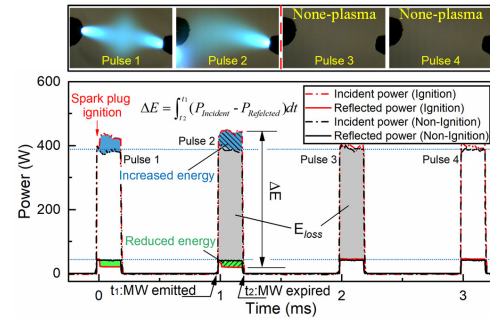 None-plasma
None-plasma
Pulse 1
Pulse 2
Pulse 3
Pulse 4
600
400
200
0
Power (W)
Spark plug
ignition
ΔE = ∫t₂t₁(PIncident - PRefelcted)dt
Incident power (Ignition)
Reflected power (Ignition)
Incident power (Non-Ignition)
Reflected power (Non-Ignition)
Pulse 1
Pulse 2
Pulse 3
Pulse 4
Increased energy
ΔE
Eloss
Reduced energy
t₁:MW emitted
t₂:MW expired
0
1
2
3
Time (ms)